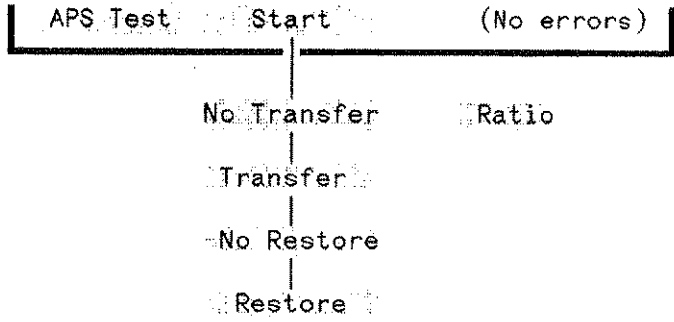 APS Test Start (No errors)
No Transfer Ratio
Transfer
No Restore
Restore